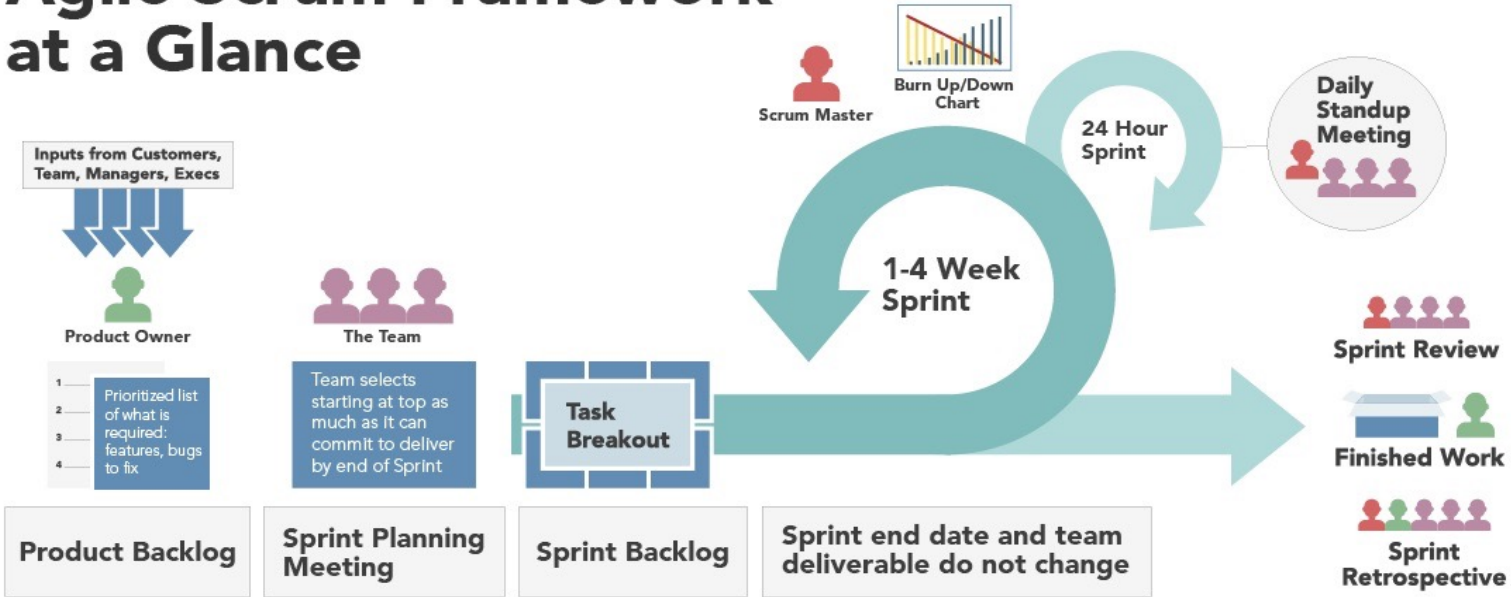 Agile Scrum Framework
at a Glance
Inputs from Customers,
Team, Managers, Execs
Product Owner
The Team
1
2
3
4
Prioritized list
of what is
required:
features, bugs
to fix
Team selects
starting at top as
much as it can
commit to deliver
by end of Sprint
Task
Breakout
Scrum Master
Burn Up/Down
Chart
24 Hour
Sprint
Daily
Standup
Meeting
1-4 Week
Sprint
Sprint Review
Finished Work
Sprint
Retrospective
Product Backlog
Sprint Planning
Meeting
Sprint Backlog
Sprint end date and team
deliverable do not change